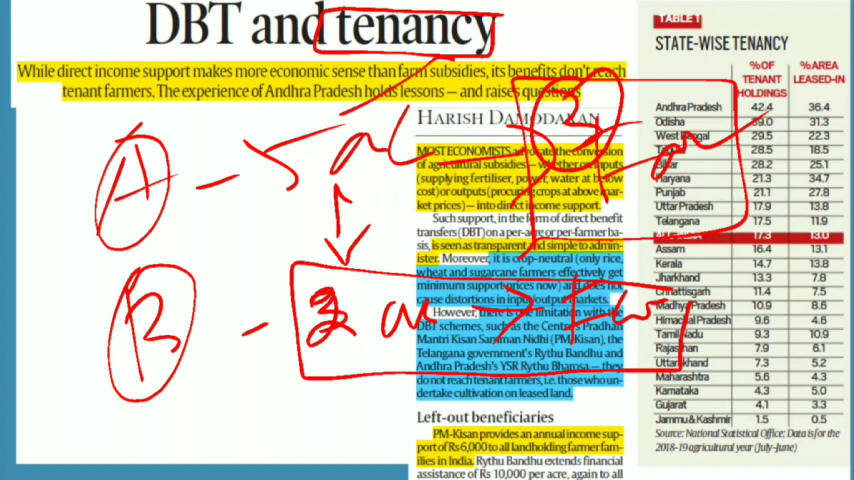 DBT and tenancy
While direct income support makes more economic sense than farm subsidies, its benefits don't reach
tenant farmers. The experience of Andhra Pradesh holds lessons — and raises questions
HARISH DAMODARAN
MOST ECONOMISTS advocate the conversion
of agricultural subsidies — whether on inputs
(supplying fertiliser, power, water at below
cost) or outputs (procuring crops at above mar-
ket prices) — into direct income support.
Such support, in the form of direct benefit
transfers (DBT) on a per-acre or per-farmer ba-
sis, is seen as transparent and simple to admin-
ister. Moreover, it is crop-neutral (only rice,
wheat and sugarcane farmers effectively get
minimum support prices now) and does not
cause distortions in input/output markets.
However, there is one limitation with the
DBT schemes, such as the Centre's Pradhan
Mantri Kisan Samman Nidhi (PM-Kisan), the
Telangana government's Rythu Bandhu and
Andhra Pradesh's YSR Rythu Bharosa — they
do not reach tenant farmers, i.e. those who un-
dertake cultivation on leased land.
Left-out beneficiaries
PM-Kisan provides an annual income sup-
port of Rs 6,000 to all landholding farmer fam-
ilies in India. Rythu Bandhu extends financial
assistance of Rs 10,000 per acre, again to all
TABLE 1
STATE-WISE TENANCY
% OF TENANT HOLDINGS % AREA LEASED-IN
Andhra Pradesh 42.4 36.4
Odisha 39.0 31.3
West Bengal 29.5 22.3
28.5 18.5
Bihar 28.2 25.1
Haryana 21.3 34.7
Punjab 21.1 27.8
Uttar Pradesh 17.9 13.8
Telangana 17.5 11.9
ALL-INDIA 17.3 13.0
Assam 16.4 13.1
Kerala 14.7 13.8
Jharkhand 13.3 7.8
Chhattisgarh 11.4 7.5
Madhya Pradesh 10.9 8.6
Himachal Pradesh 9.6 4.6
Tamil Nadu 9.3 10.9
Rajasthan 7.9 6.1
Uttarakhand 7.3 5.2
Maharashtra 5.6 4.3
Karnataka 4.3 5.0
Gujarat 4.1 3.3
Jammu & Kashmir 1.5 0.5
Source: National Statistical Office; Data is for the
2018-19 agricultural year (July-June)
A - 5 ac
B - ac →